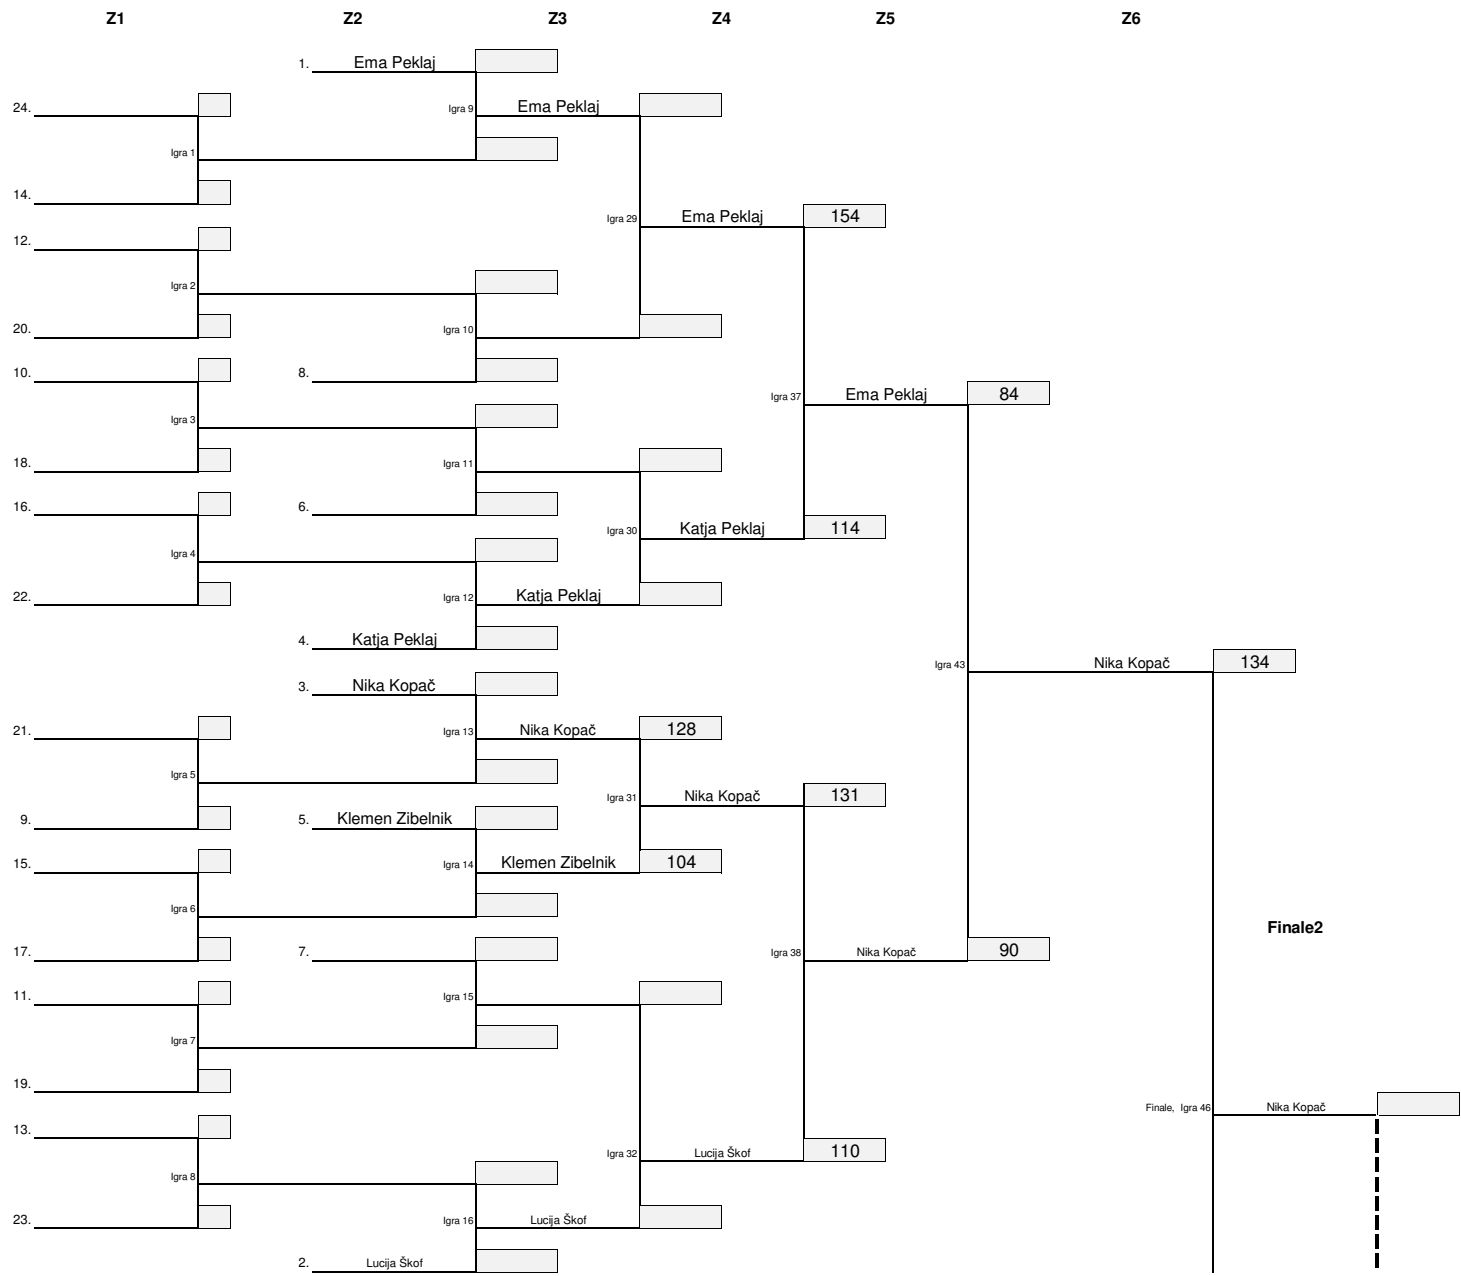 Z1 Z2 Z3 Z4 Z5 Z6
1. Ema Peklaj
24. Igra 9 Ema Peklaj
Igra 1
14.
Igra 29 Ema Peklaj 154
12.
Igra 2
20. Igra 10
10. 8.
Igra 37 Ema Peklaj 84
Igra 3
18. Igra 11
16. 6.
Igra 30 Katja Peklaj 114
Igra 4
22. Igra 12 Katja Peklaj
4. Katja Peklaj
Igra 43 Nika Kopač 134
3. Nika Kopač
21. Igra 13 Nika Kopač 128
Igra 5
Igra 31 Nika Kopač 131
9. 5. Klemen Zibelnik
15. Igra 14 Klemen Zibelnik 104
Igra 6
Finale2
17. 7. Igra 38 Nika Kopač 90
11. Igra 15
Igra 7
19.
Finale, Igra 46 Nika Kopač
13.
Igra 32 Lucija Škof 110
Igra 8
23. Igra 16 Lucija Škof
2. Lucija Škof